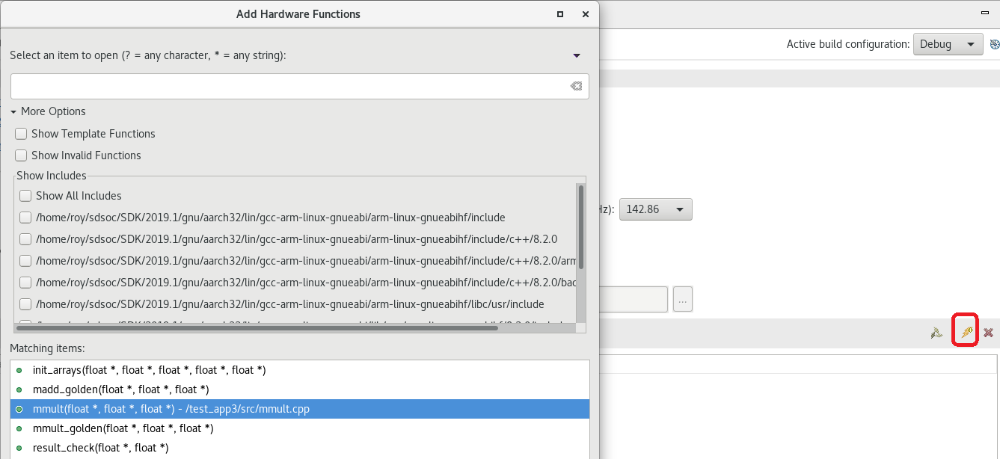 Add Hardware Functions
Active build configuration: Debug
Select an item to open (? = any character, * = any string):
More Options
Show Template Functions
Show Invalid Functions
Show Includes
Show All Includes
Hz): 142.86
/home/roy/sdsoc/SDK/2019.1/gnu/aarch32/lin/gcc-arm-linux-gnueabi/arm-linux-gnueabihf/include
/home/roy/sdsoc/SDK/2019.1/gnu/aarch32/lin/gcc-arm-linux-gnueabi/arm-linux-gnueabihf/include/c++/8.2.0
/home/roy/sdsoc/SDK/2019.1/gnu/aarch32/lin/gcc-arm-linux-gnueabi/arm-linux-gnueabihf/include/c++/8.2.0/arm
/home/roy/sdsoc/SDK/2019.1/gnu/aarch32/lin/gcc-arm-linux-gnueabi/arm-linux-gnueabihf/include/c++/8.2.0/bac
/home/roy/sdsoc/SDK/2019.1/gnu/aarch32/lin/gcc-arm-linux-gnueabi/arm-linux-gnueabihf/libc/usr/include
...
Matching items:
init_arrays(float *, float *, float *, float *, float *)
madd_golden(float *, float *, float *)
mmult(float *, float *, float *) - /test_app3/src/mmult.cpp
mmult_golden(float *, float *, float *)
result_check(float *, float *)